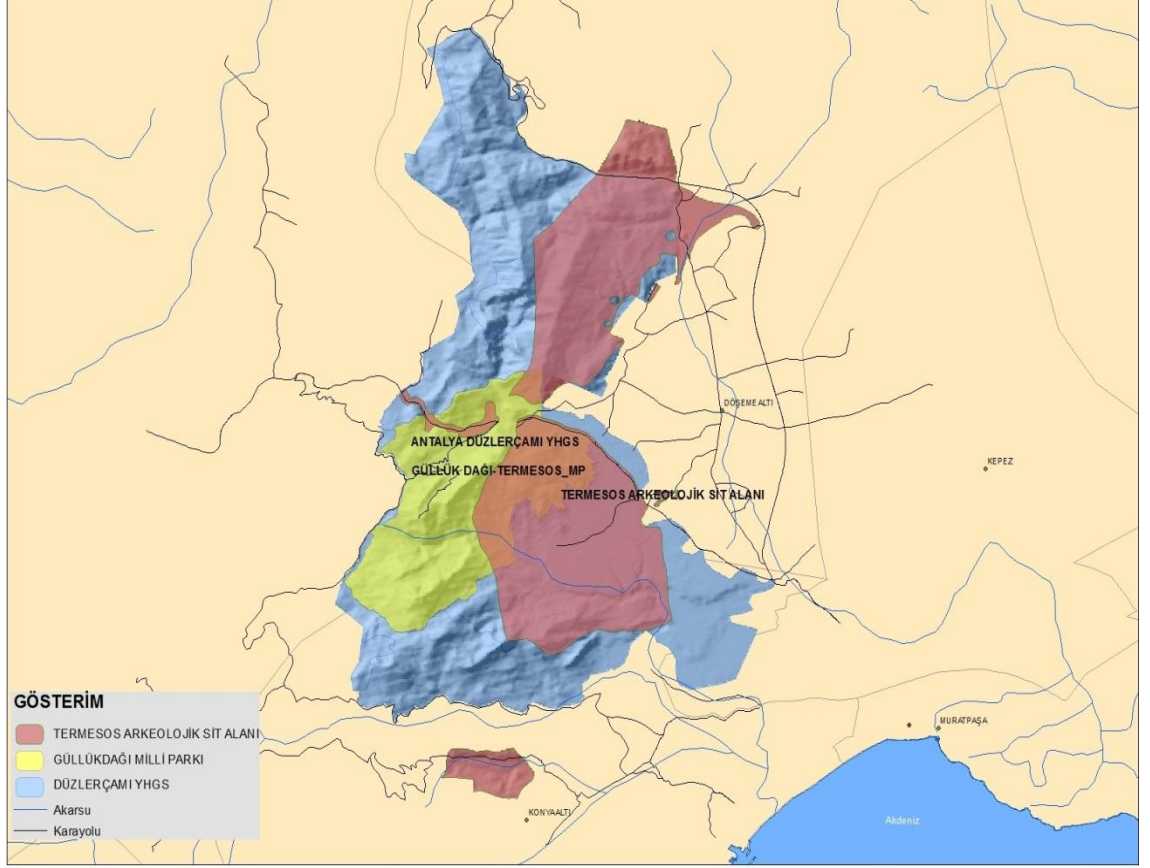 DÖŞEMEALTI
ANTALYA DÜZLERÇAMI YHGS
KEPEZ
GÜLLÜK DAĞI-TERMESOS_MP
TERMESOS ARKEOLOJİK SİT ALANI
GÖSTERİM
TERMESOS ARKEOLOJİK SİT ALANI
GÜLLÜKDAĞI MİLLİ PARKI
DÜZLERÇAMI YHGS
Akarsu
Karayolu
MURATPAŞA
KONYAALTI
Akdeniz